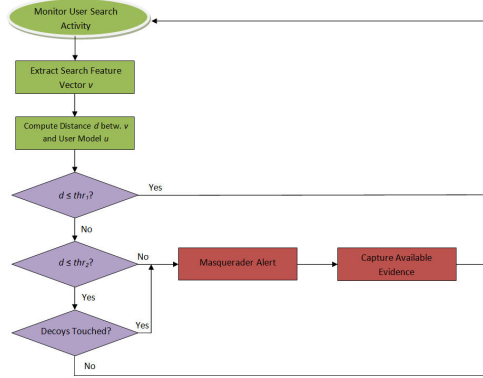 Monitor User Search
Activity
Extract Search Feature
Vector v
Compute Distance d betw. v
and User Model u
d ≤ thr₁?
Yes
No
d ≤ thr₂?
No
Masquerader Alert
Capture Available
Evidence
Yes
Decoys Touched?
Yes
No